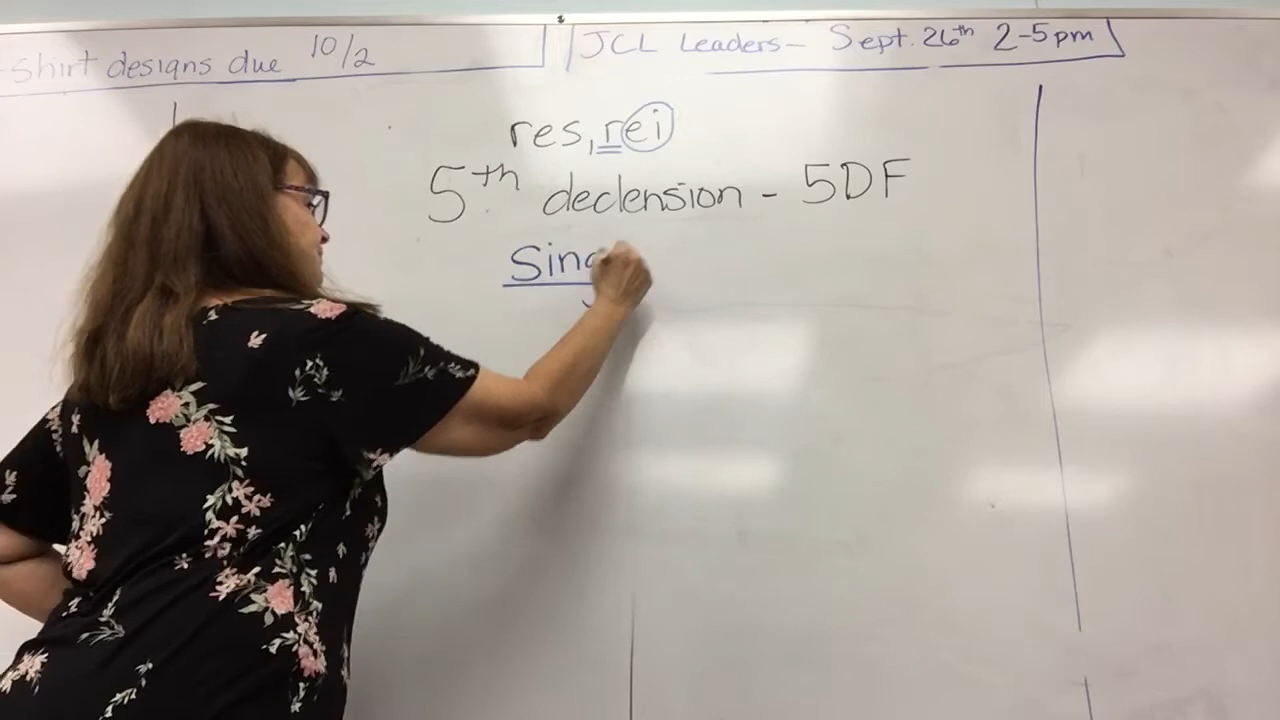 Shirt designs due 10/2
JCL Leaders- Sept. 26th 2-5pm
res, rei
5th declension - 5DF
Sing